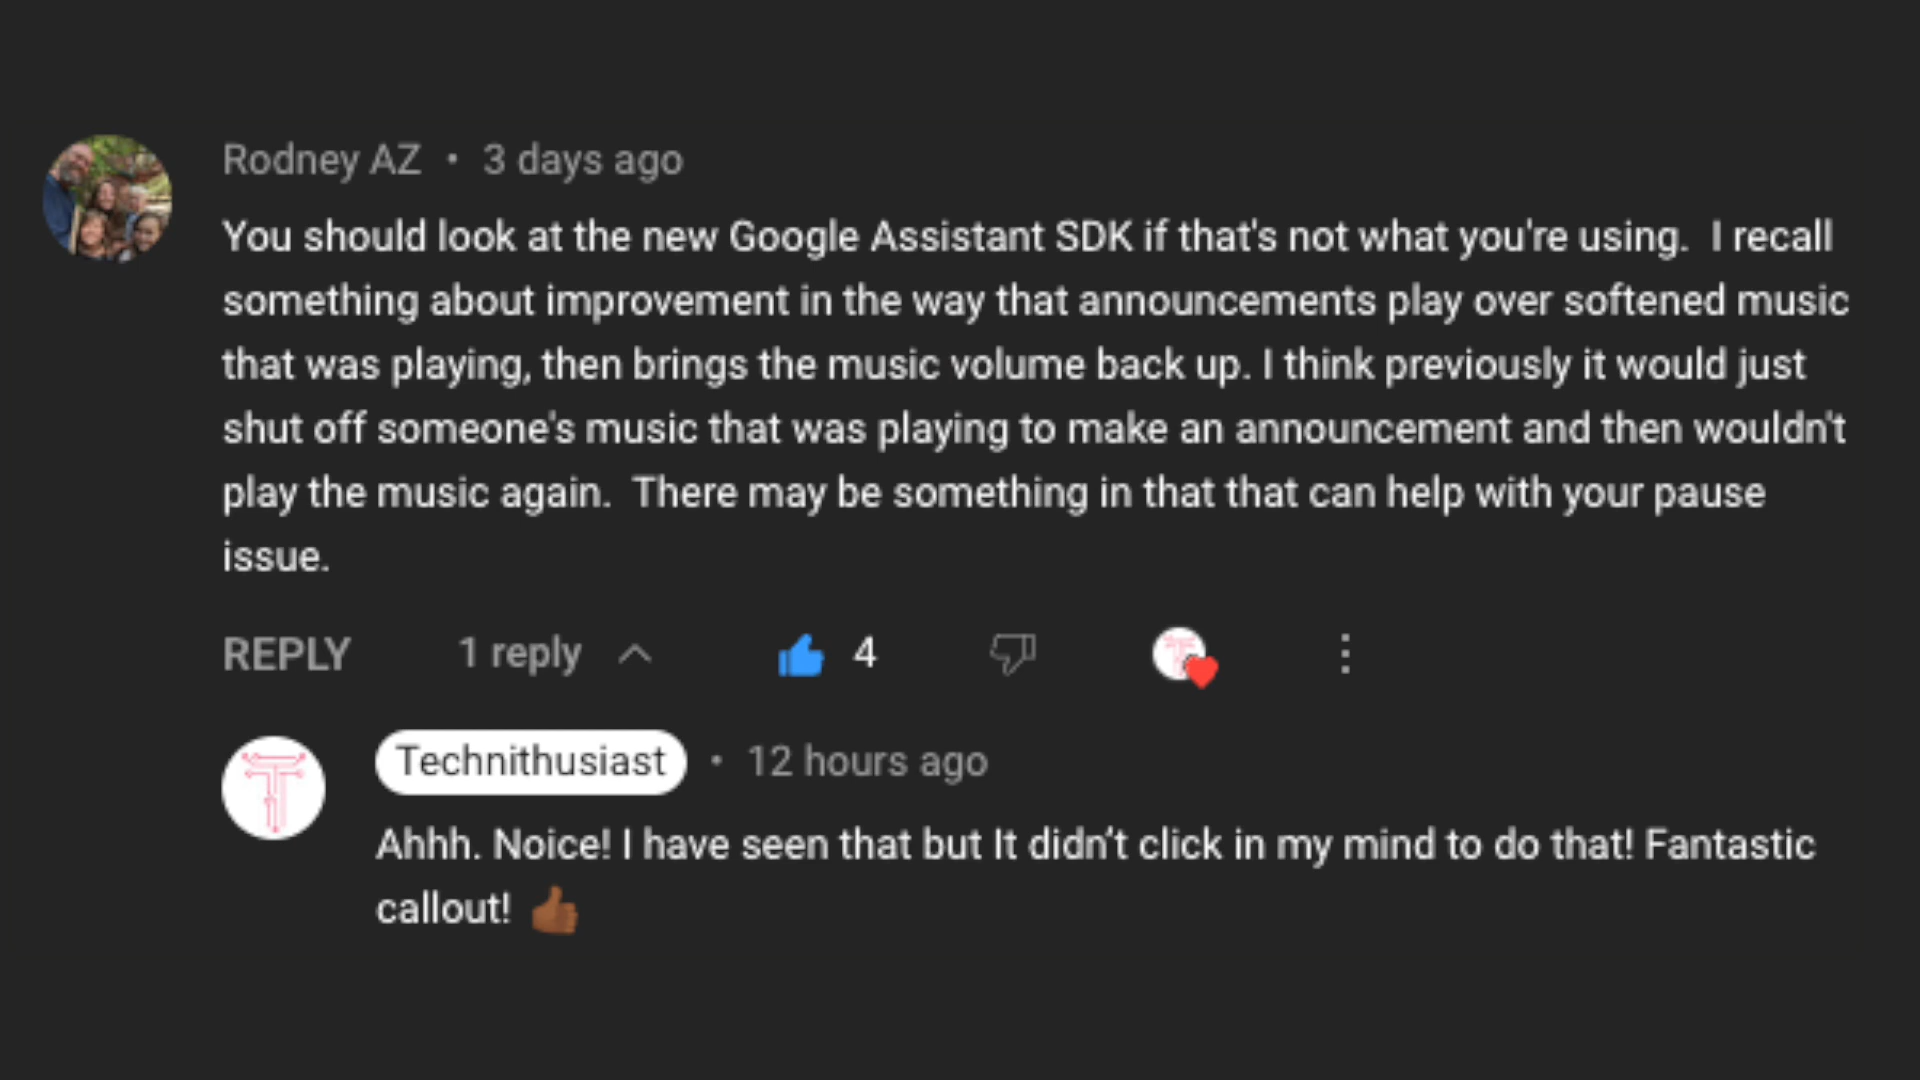 Rodney AZ • 3 days ago
You should look at the new Google Assistant SDK if that's not what you're using.  I recall
something about improvement in the way that announcements play over softened music
that was playing, then brings the music volume back up. I think previously it would just
shut off someone's music that was playing to make an announcement and then wouldn't
play the music again.  There may be something in that that can help with your pause
issue.
REPLY 1 reply 4
Technithusiast • 12 hours ago
Ahhh. Noice! I have seen that but It didn’t click in my mind to do that! Fantastic
callout! 👍🏾